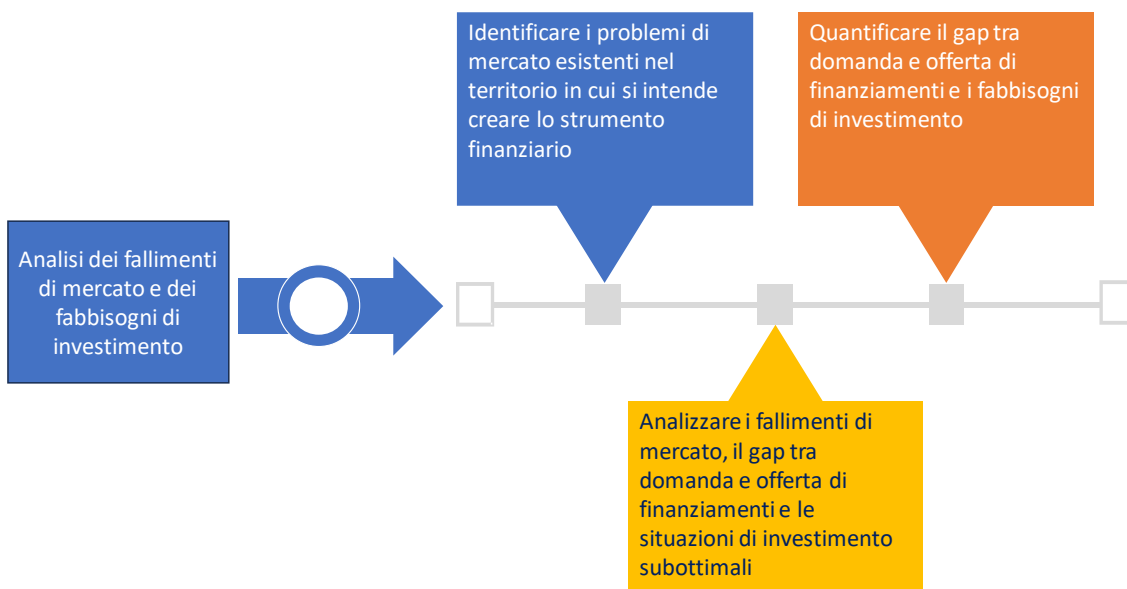 Analisi dei fallimenti
di mercato e dei
fabbisogni di
investimento
Identificare i problemi di
mercato esistenti nel
territorio in cui si intende
creare lo strumento
finanziario
Analizzare i fallimenti di
mercato, il gap tra
domanda e offerta di
finanziamenti e le
situazioni di investimento
subottimali
Quantificare il gap tra
domanda e offerta di
finanziamenti e i fabbisogni
di investimento